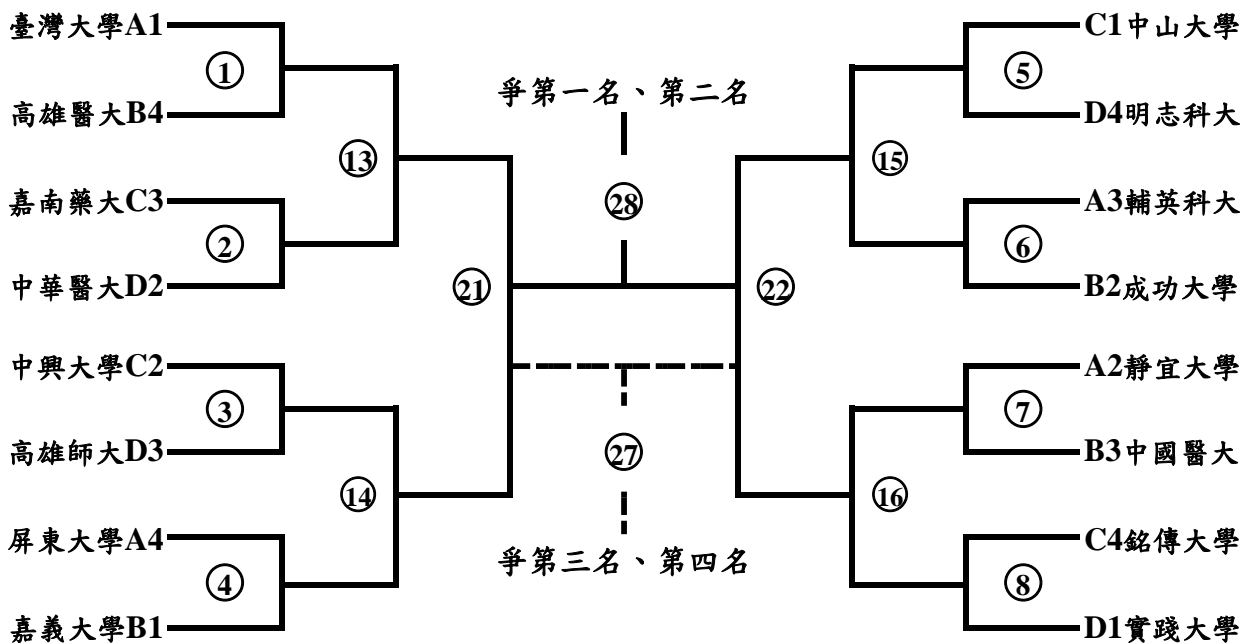 臺灣大學A1
①
高雄醫大B4
⑬
嘉南藥大C3
②
中華醫大D2
㉑
中興大學C2
③
高雄師大D3
⑭
屏東大學A4
④
嘉義大學B1
爭第一名、第二名
㉘
㉗
爭第三名、第四名
C1中山大學
⑤
D4明志科大
⑮
A3輔英科大
⑥
B2成功大學
㉒
A2靜宜大學
⑦
B3中國醫大
⑯
C4銘傳大學
⑧
D1實踐大學